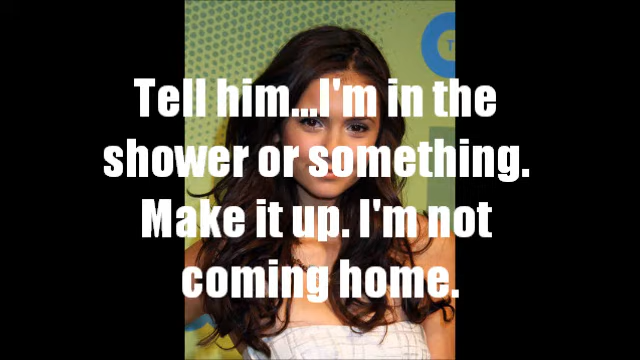 Tell him...I'm in the
shower or something.
Make it up. I'm not
coming home.